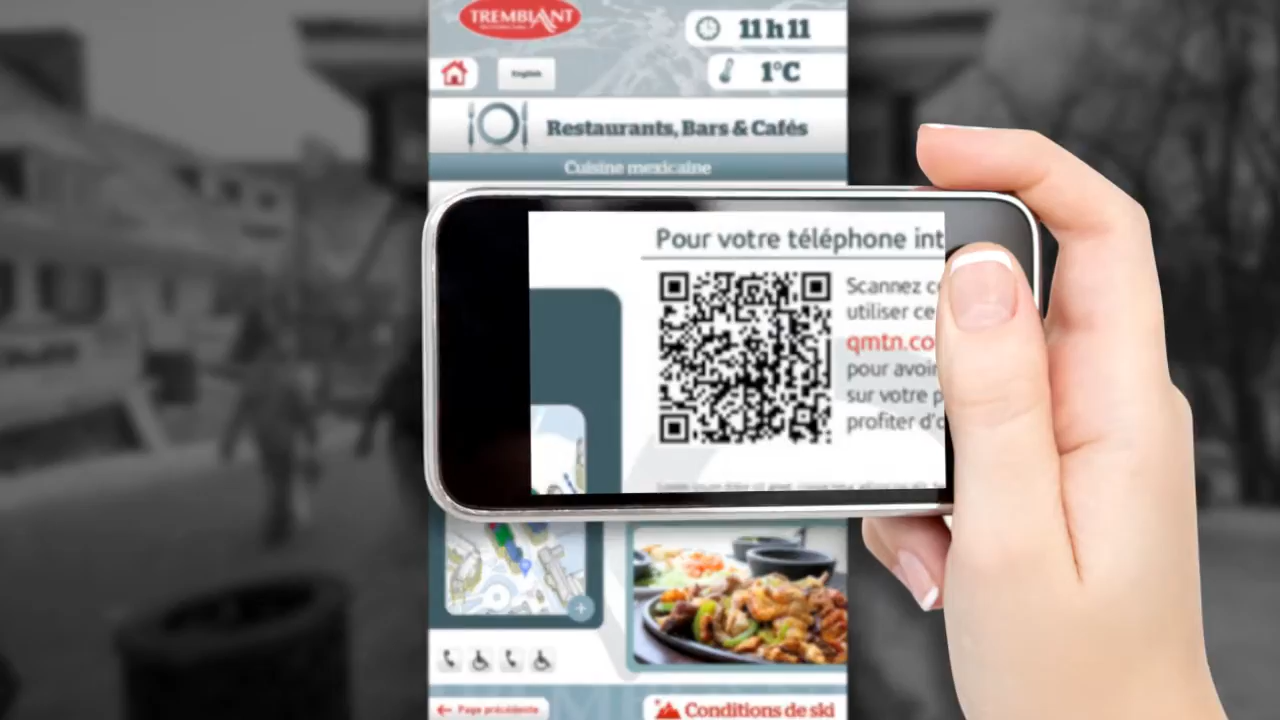 TREMBLANT
11 h 11
1°C
English
Restaurants, Bars & Cafés
Cuisine mexicaine
Pour votre téléphone int
Scannez c
utiliser ce
qmtn.co
pour avoir
sur votre p
profiter d'
Page précédente
Conditions de ski